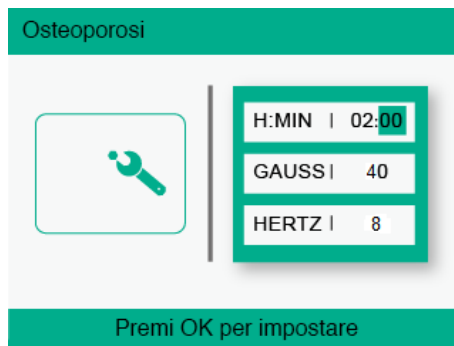 Osteoporosi
H:MIN | 02:00
GAUSS | 40
HERTZ | 8
Premi OK per impostare